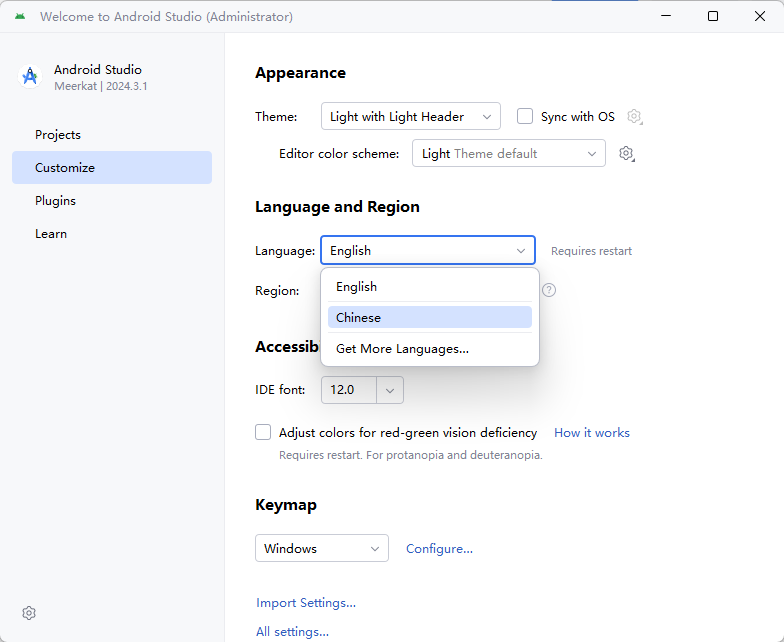 Welcome to Android Studio (Administrator)
Android Studio
Meerkat | 2024.3.1
Projects
Customize
Plugins
Learn
Appearance
Theme: Light with Light Header Sync with OS
Editor color scheme: Light Theme default
Language and Region
Language: English Requires restart
Region: ?
English
Chinese
Get More Languages...
Accessib
IDE font: 12.0
Adjust colors for red-green vision deficiency How it works
Requires restart. For protanopia and deuteranopia.
Keymap
Windows Configure...
Import Settings...
All settings...